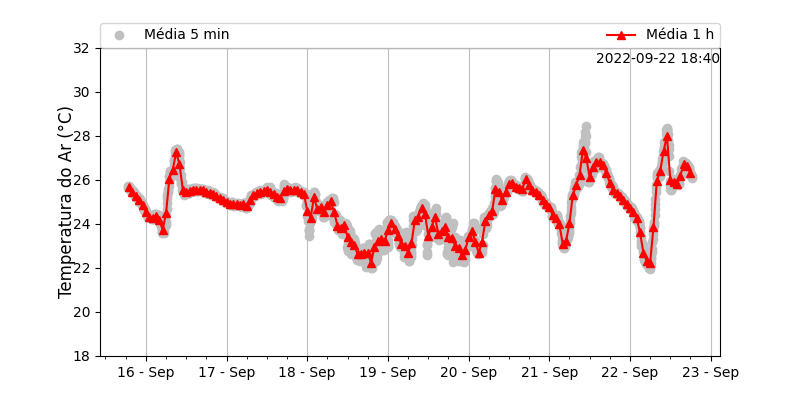 Média 5 min
Média 1 h
2022-09-22 18:40
Temperatura do Ar (°C)
32
30
28
26
24
22
20
18
16 - Sep
17 - Sep
18 - Sep
19 - Sep
20 - Sep
21 - Sep
22 - Sep
23 - Sep